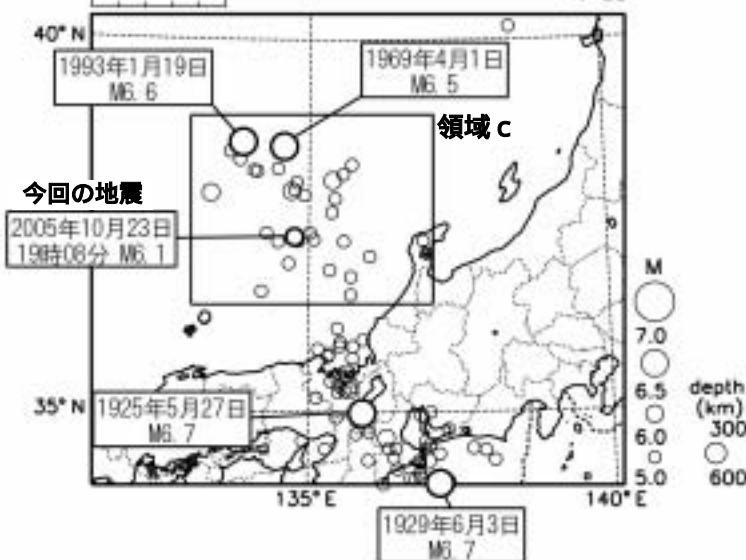 40°N
1993年1月19日
M6.6
1969年4月1日
M6.5
領域c
今回の地震
2005年10月23日
19時08分 M6.1
M
7.0
6.5
6.0
5.0
depth
(km)
300
600
35°N
1925年5月27日
M6.7
135°E
140°E
1929年6月3日
M6.7